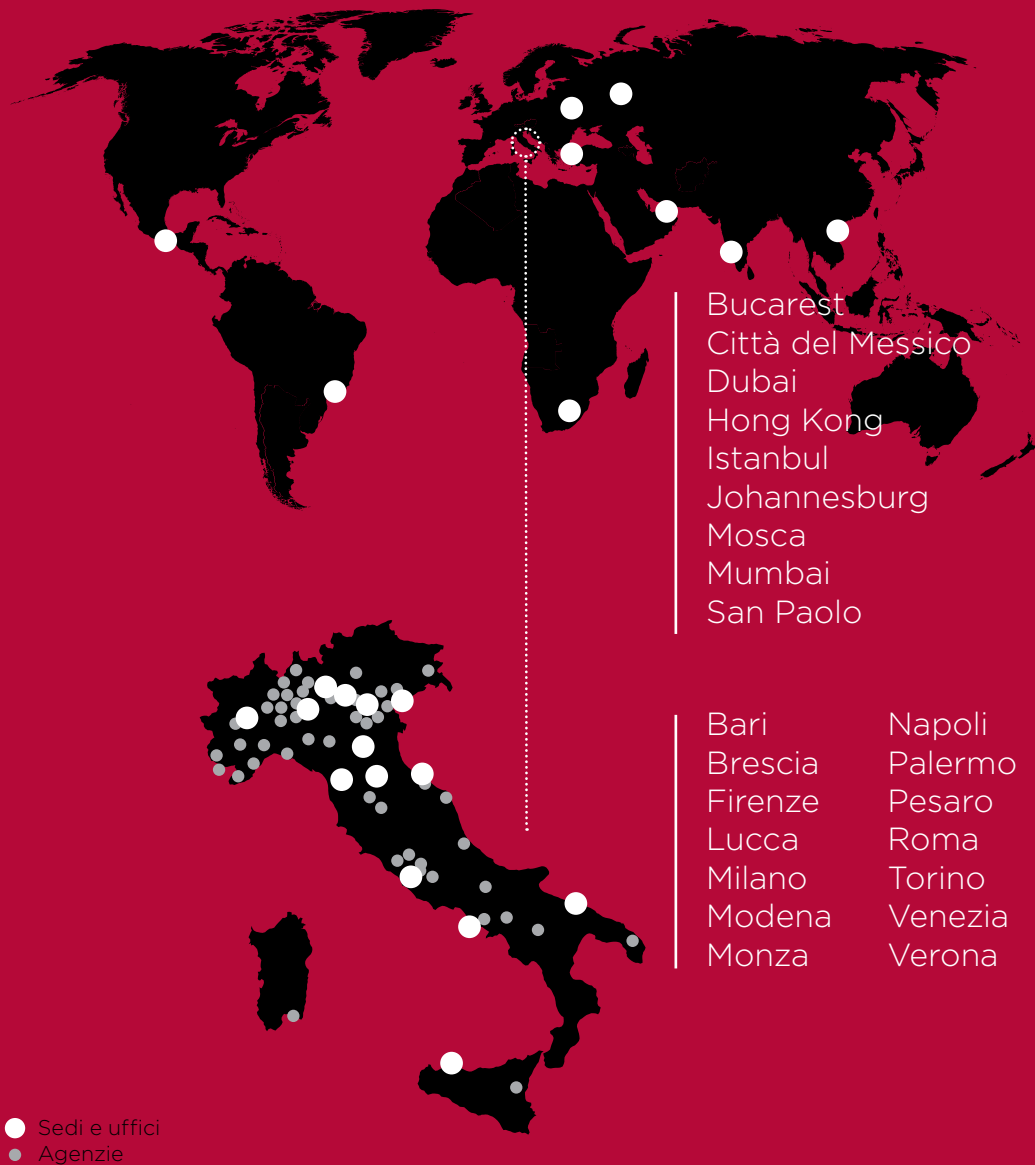 Bucarest
Città del Messico
Dubai
Hong Kong
Istanbul
Johannesburg
Mosca
Mumbai
San Paolo
Bari
Brescia
Firenze
Lucca
Milano
Modena
Monza
Napoli
Palermo
Pesaro
Roma
Torino
Venezia
Verona
Sedi e uffici
Agenzie